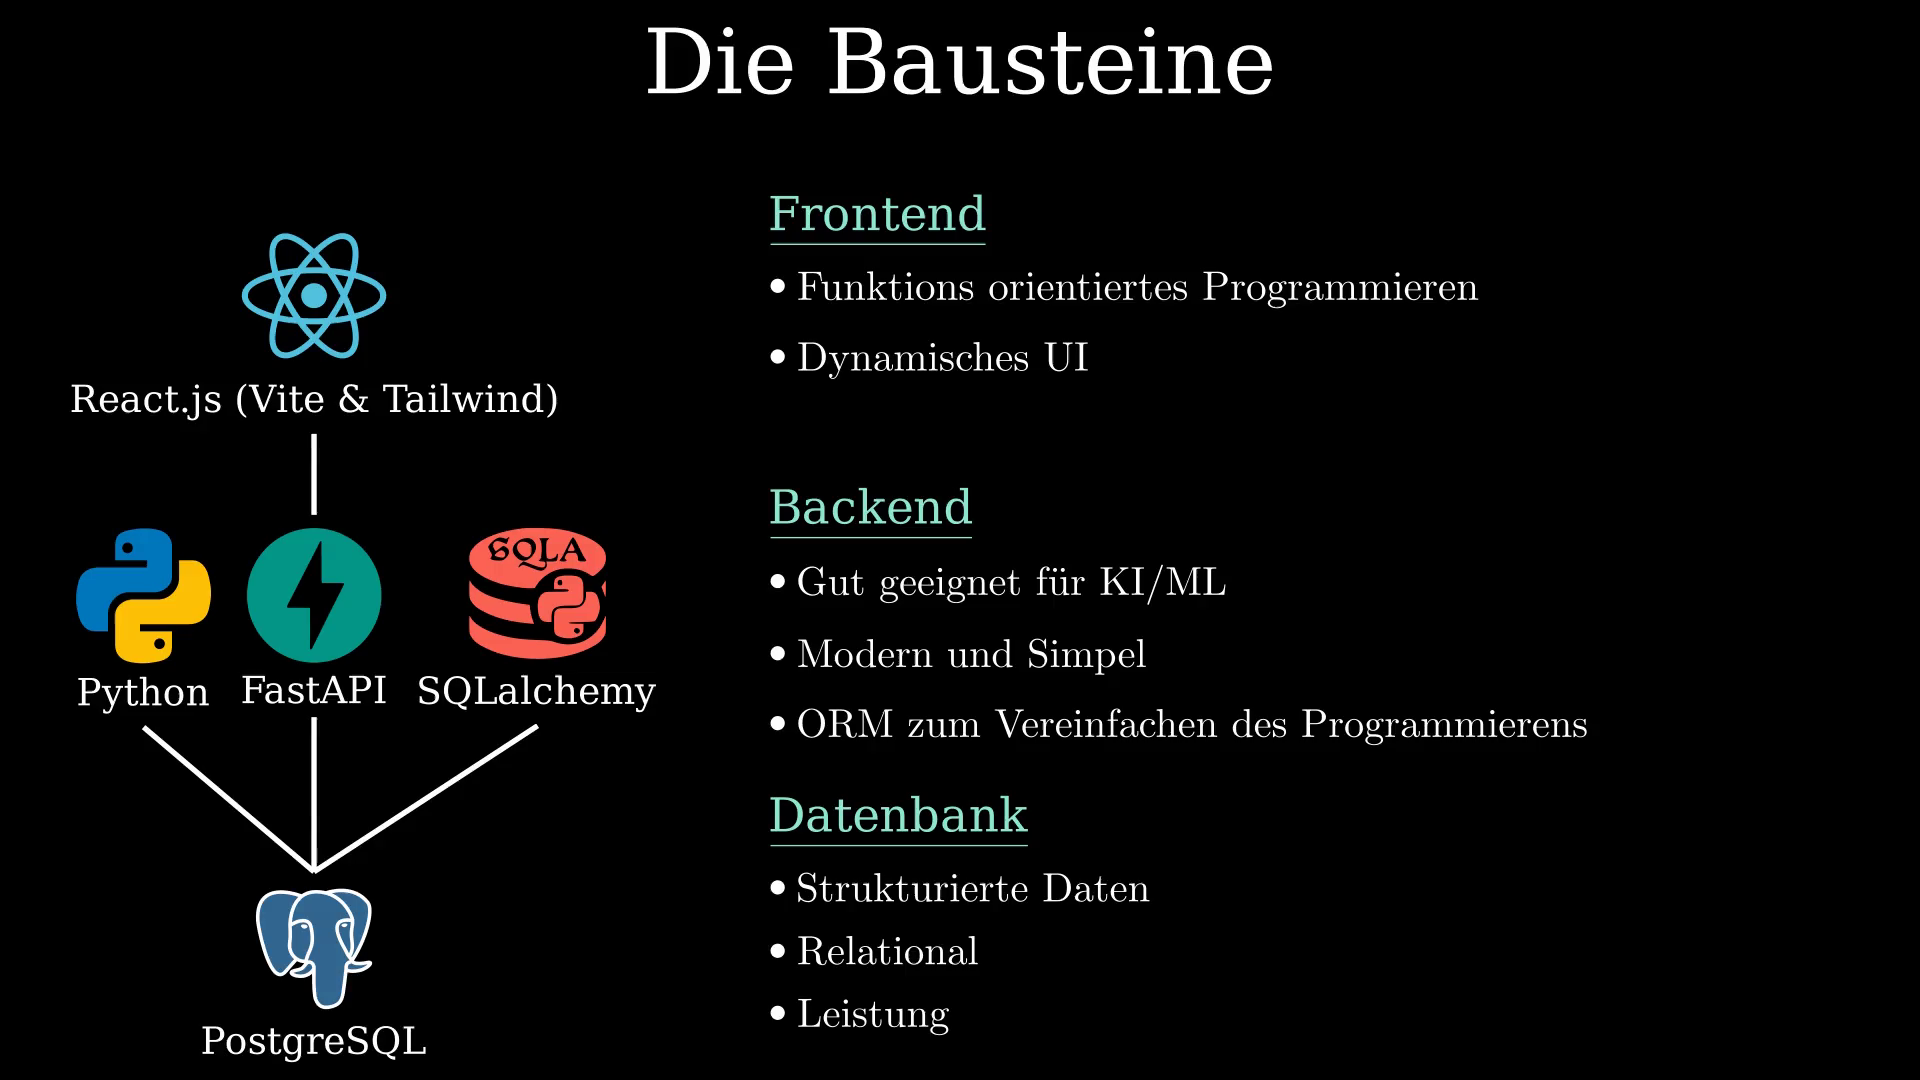 Die Bausteine
React.js (Vite & Tailwind)
SQLA
Python
FastAPI
SQLalchemy
PostgreSQL
Frontend
• Funktions orientiertes Programmieren
• Dynamisches UI
Backend
• Gut geeignet für KI/ML
• Modern und Simpel
• ORM zum Vereinfachen des Programmierens
Datenbank
• Strukturierte Daten
• Relational
• Leistung